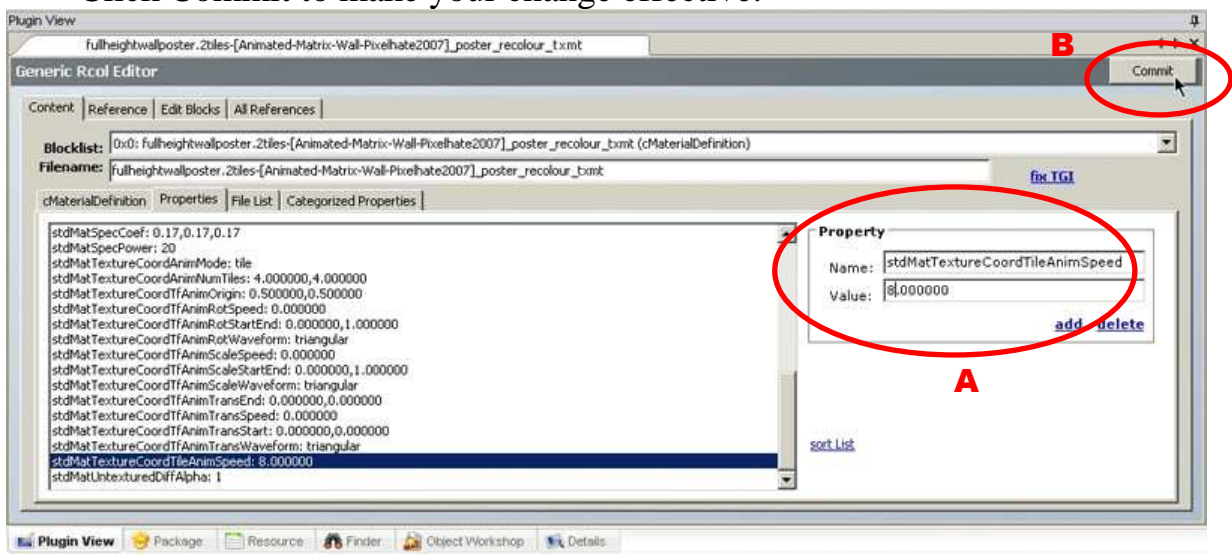 Click Commit to make your change effective.
Plugin View
fullheightwallposter.2tiles-[Animated-Matrix-Wall-Pixelhate2007]_poster_recolour_txmt
B
Generic Rcol Editor
Commit
Content Reference Edit Blocks All References
Blocklist: 0x0: fullheightwallposter.2tiles-[Animated-Matrix-Wall-Pixelhate2007]_poster_recolour_txmt (cMaterialDefinition)
Filename: fullheightwallposter.2tiles-[Animated-Matrix-Wall-Pixelhate2007]_poster_recolour_txmt
fix TGI
cMaterialDefinition Properties File List Categorized Properties
stdMatSpecCoef: 0.17,0.17,0.17
stdMatSpecPower: 20
stdMatTextureCoordAnimMode: tile
stdMatTextureCoordAnimNumTiles: 4.000000,4.000000
stdMatTextureCoordTfAnimOrigin: 0.500000,0.500000
stdMatTextureCoordTfAnimRotSpeed: 0.000000
stdMatTextureCoordTfAnimRotStartEnd: 0.000000,1.000000
stdMatTextureCoordTfAnimRotWaveform: triangular
stdMatTextureCoordTfAnimScaleSpeed: 0.000000
stdMatTextureCoordTfAnimScaleStartEnd: 0.000000,1.000000
stdMatTextureCoordTfAnimScaleWaveform: triangular
stdMatTextureCoordTfAnimTransEnd: 0.000000,0.000000
stdMatTextureCoordTfAnimTransSpeed: 0.000000
stdMatTextureCoordTfAnimTransStart: 0.000000,0.000000
stdMatTextureCoordTfAnimTransWaveform: triangular
stdMatTextureCoordTileAnimSpeed: 8.000000
stdMatUntexturedDiffAlpha: 1
Property
Name: stdMatTextureCoordTileAnimSpeed
Value: 8.000000
add delete
A
sort List
Plugin View Package Resource Finder Object Workshop Details